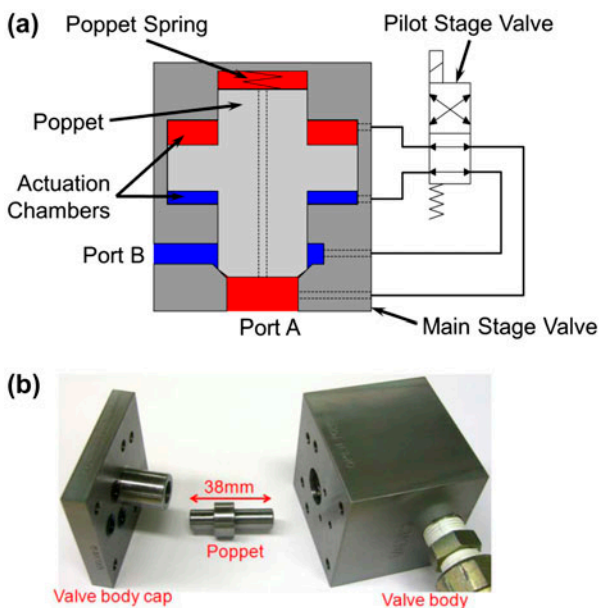 (a)
Poppet Spring
Pilot Stage Valve
Poppet
Actuation
Chambers
Port B
Port A
Main Stage Valve
(b)
38mm
Poppet
Valve body cap
Valve body